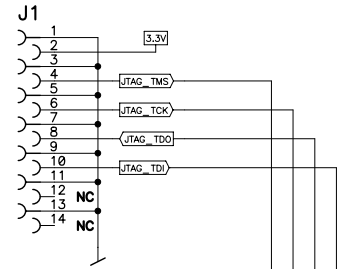 J1
1
3.3V
2
3
4 JTAG_TMS
5
6 JTAG_TCK
7
8 JTAG_TDO
9
10 JTAG_TDI
11
12 NC
13
14 NC